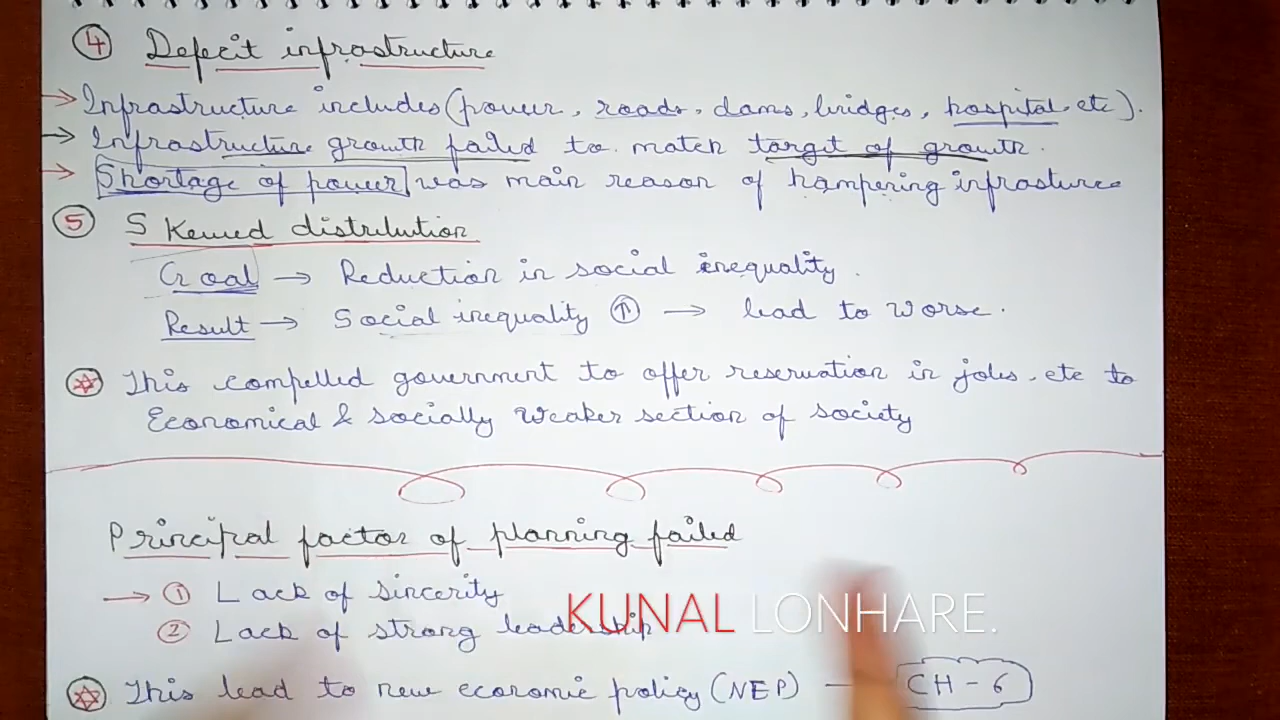 4 Deficit infrastructure
→ Infrastructure includes (power, roads, dams, bridges, hospital, etc).
→ Infrastructure growth failed to match target of growth.
→ Shortage of power was main reason of hampering infrasture
5 Skewed distribution
Goal → Reduction in social inequality.
Result → Social inequality ↑ → lead to worse.
This compelled government to offer reservation in jobs, etc to
Economical & socially weaker section of society
Principal factor of planning failed
→ 1 Lack of sincerity
2 Lack of strong leadership
KUNAL LONHARE.
This lead to new economic policy (NEP) → CH-6